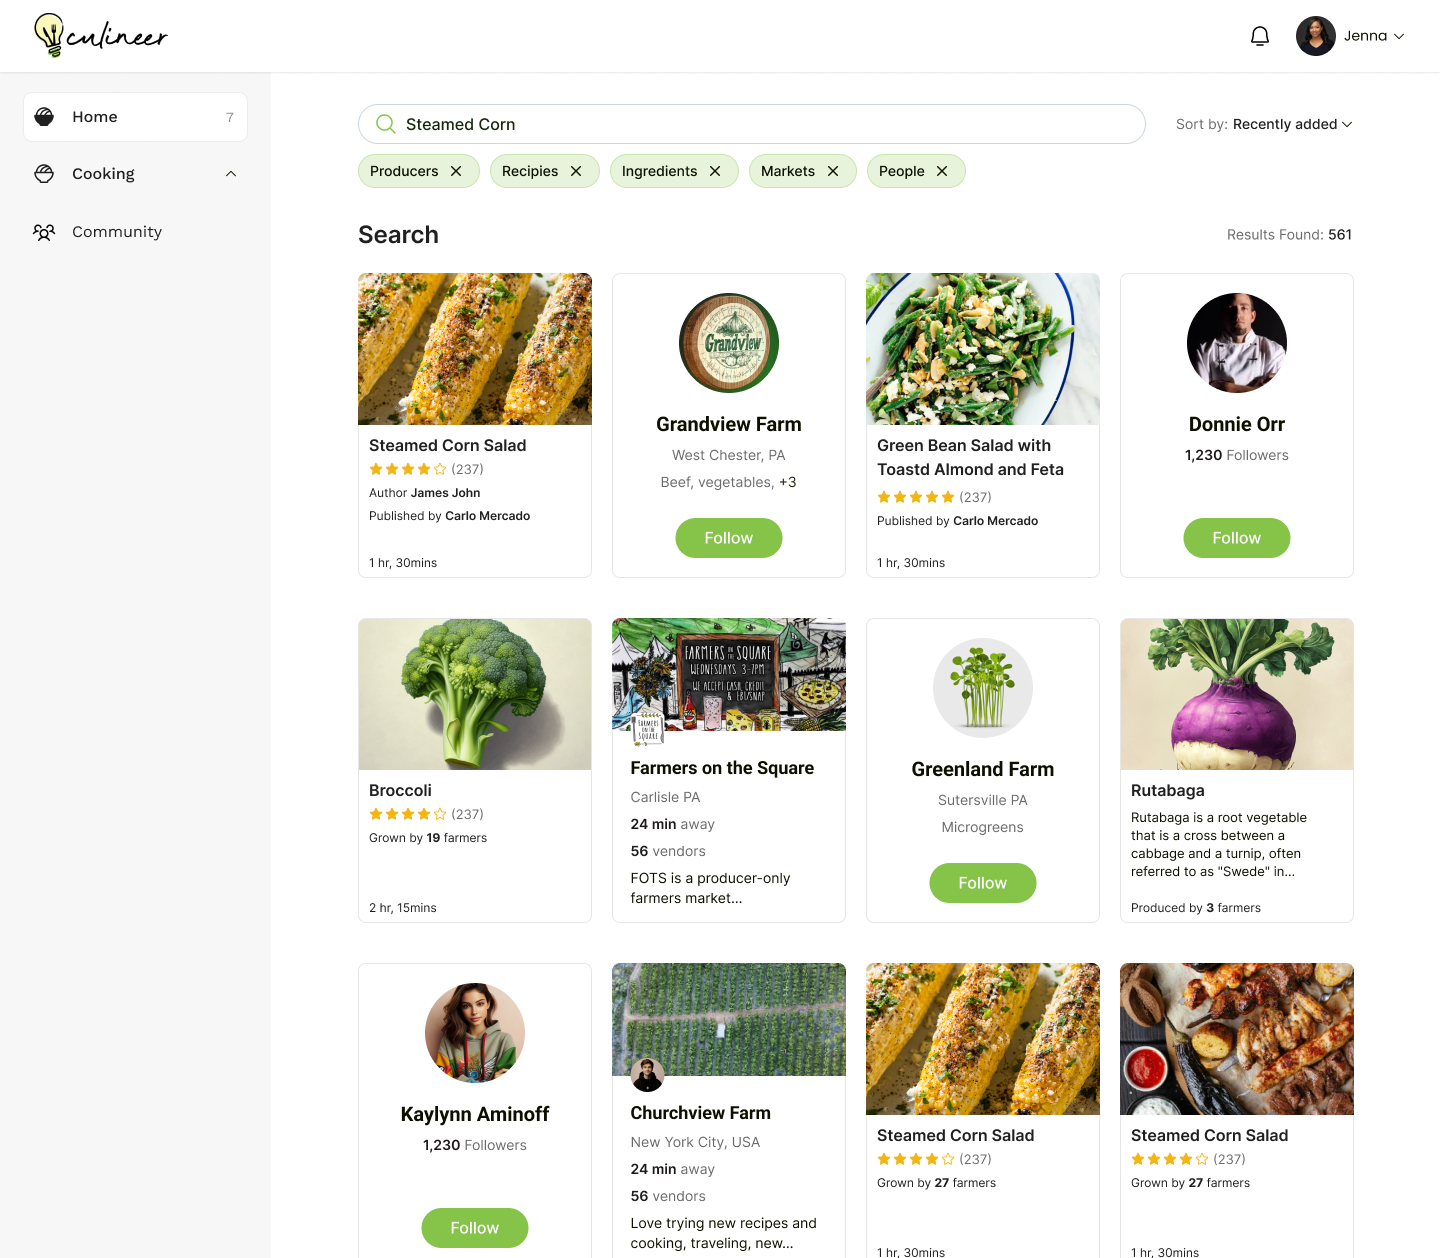 culineer
Jenna
Home 7
Cooking
Community
Steamed Corn
Sort by: Recently added
Producers
Recipies
Ingredients
Markets
People
Search
Results Found: 561
Steamed Corn Salad
(237)
Author James John
Published by Carlo Mercado
1 hr, 30mins
Grandview
Grandview Farm
West Chester, PA
Beef, vegetables, +3
Follow
Green Bean Salad with
Toastd Almond and Feta
(237)
Published by Carlo Mercado
1 hr, 30mins
Donnie Orr
1,230 Followers
Follow
Broccoli
(237)
Grown by 19 farmers
2 hr, 15mins
FARMERS ON THE SQUARE
WEDNESDAYS 3-7PM
WE ACCEPT CASH, CREDIT
& EBT/SNAP
FARMERS
ON THE
SQUARE
Farmers on the Square
Carlisle PA
24 min away
56 vendors
FOTS is a producer-only
farmers market...
Greenland Farm
Sutersville PA
Microgreens
Follow
Rutabaga
Rutabaga is a root vegetable
that is a cross between a
cabbage and a turnip, often
referred to as "Swede" in...
Produced by 3 farmers
Kaylynn Aminoff
1,230 Followers
Follow
Churchview Farm
New York City, USA
24 min away
56 vendors
Love trying new recipes and
cooking, traveling, new...
Steamed Corn Salad
(237)
Grown by 27 farmers
1 hr, 30mins
Steamed Corn Salad
(237)
Grown by 27 farmers
1 hr, 30mins